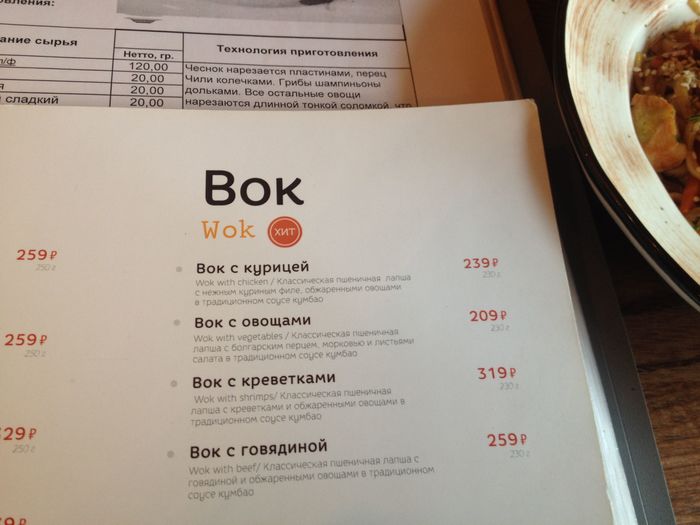 вления:
ание сырья
Нетто, гр.
Технология приготовления
п/ф
120,00
Чеснок нарезается пластинами, перец
я
20,00
Чили колечками. Грибы шампиньоны
20,00
дольками. Все остальные овощи
сладкий
20,00
нарезаются длинной тонкой соломкой, что
Вок
Wok ХИТ
259 ₽
250 г
259 ₽
250 г
329 ₽
250 г
Вок с курицей
239 ₽
230 г
Wok with chicken / Классическая пшеничная лапша
с нежным куриным филе, обжаренными овощами
в традиционном соусе кумбао
Вок с овощами
209 ₽
230 г
Wok with vegetables / Классическая пшеничная
лапша с болгарским перцем, морковью и листьями
салата в традиционном соусе кумбао
Вок с креветками
319 ₽
230 г
Wok with shrimps/ Классическая пшеничная
лапша с креветками и обжаренными овощами в
традиционном соусе кумбао
Вок с говядиной
259 ₽
230 г
Wok with beef/ Классическая пшеничная лапша с
говядиной и обжаренными овощами в традиционном
соусе кумбао